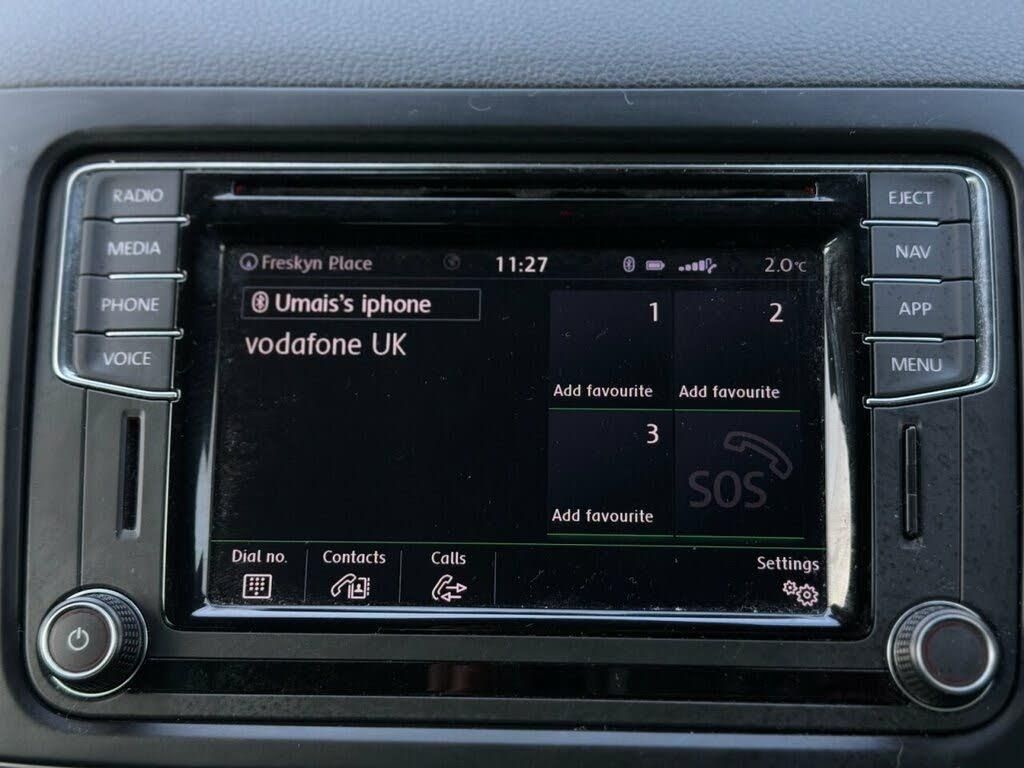 RADIO
MEDIA
PHONE
VOICE
EJECT
NAV
APP
MENU
Freskyn Place 11:27 2.0°C
Umais's iphone
vodafone UK
1 2
Add favourite Add favourite
3
SOS
Add favourite
Dial no. Contacts Calls Settings